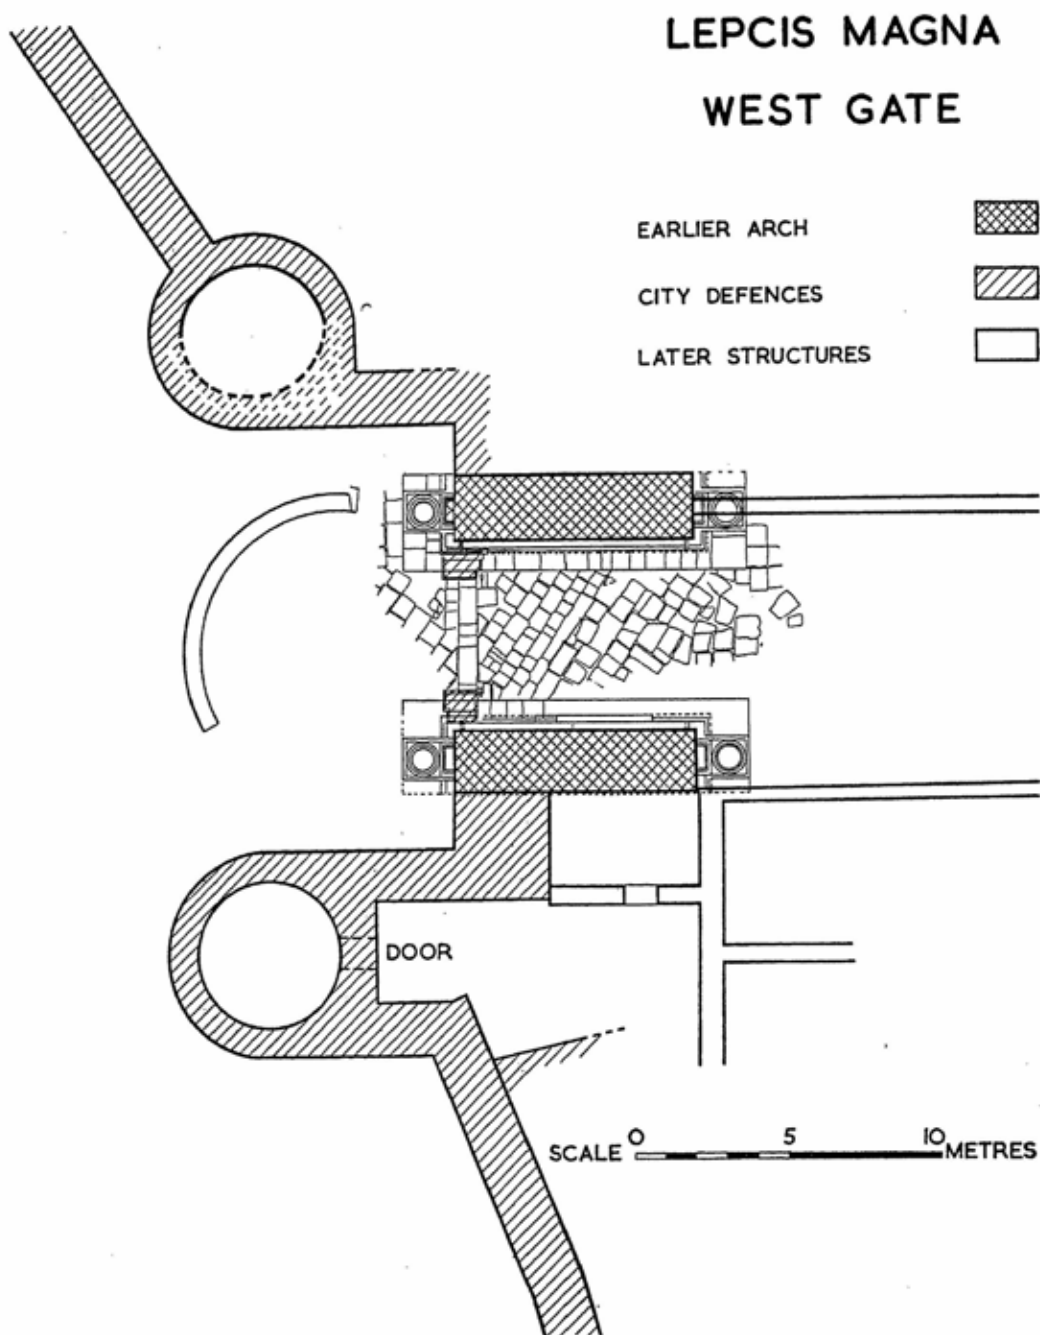 LEPCIS MAGNA
WEST GATE
EARLIER ARCH
CITY DEFENCES
LATER STRUCTURES
DOOR
SCALE 0 5 10 METRES